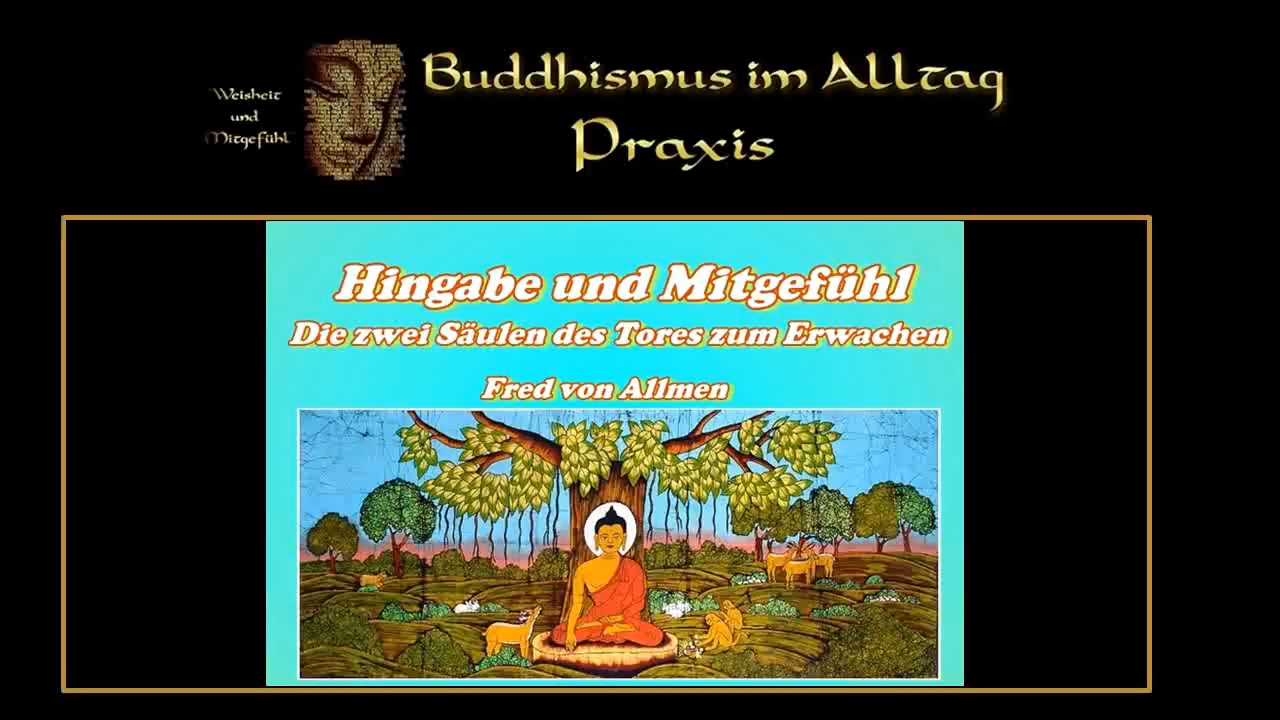 Weisheit
und
Mitgefühl
Buddhismus im Alltag
Praxis
Hingabe und Mitgefühl
Die zwei Säulen des Tores zum Erwachen
Fred von Allmen